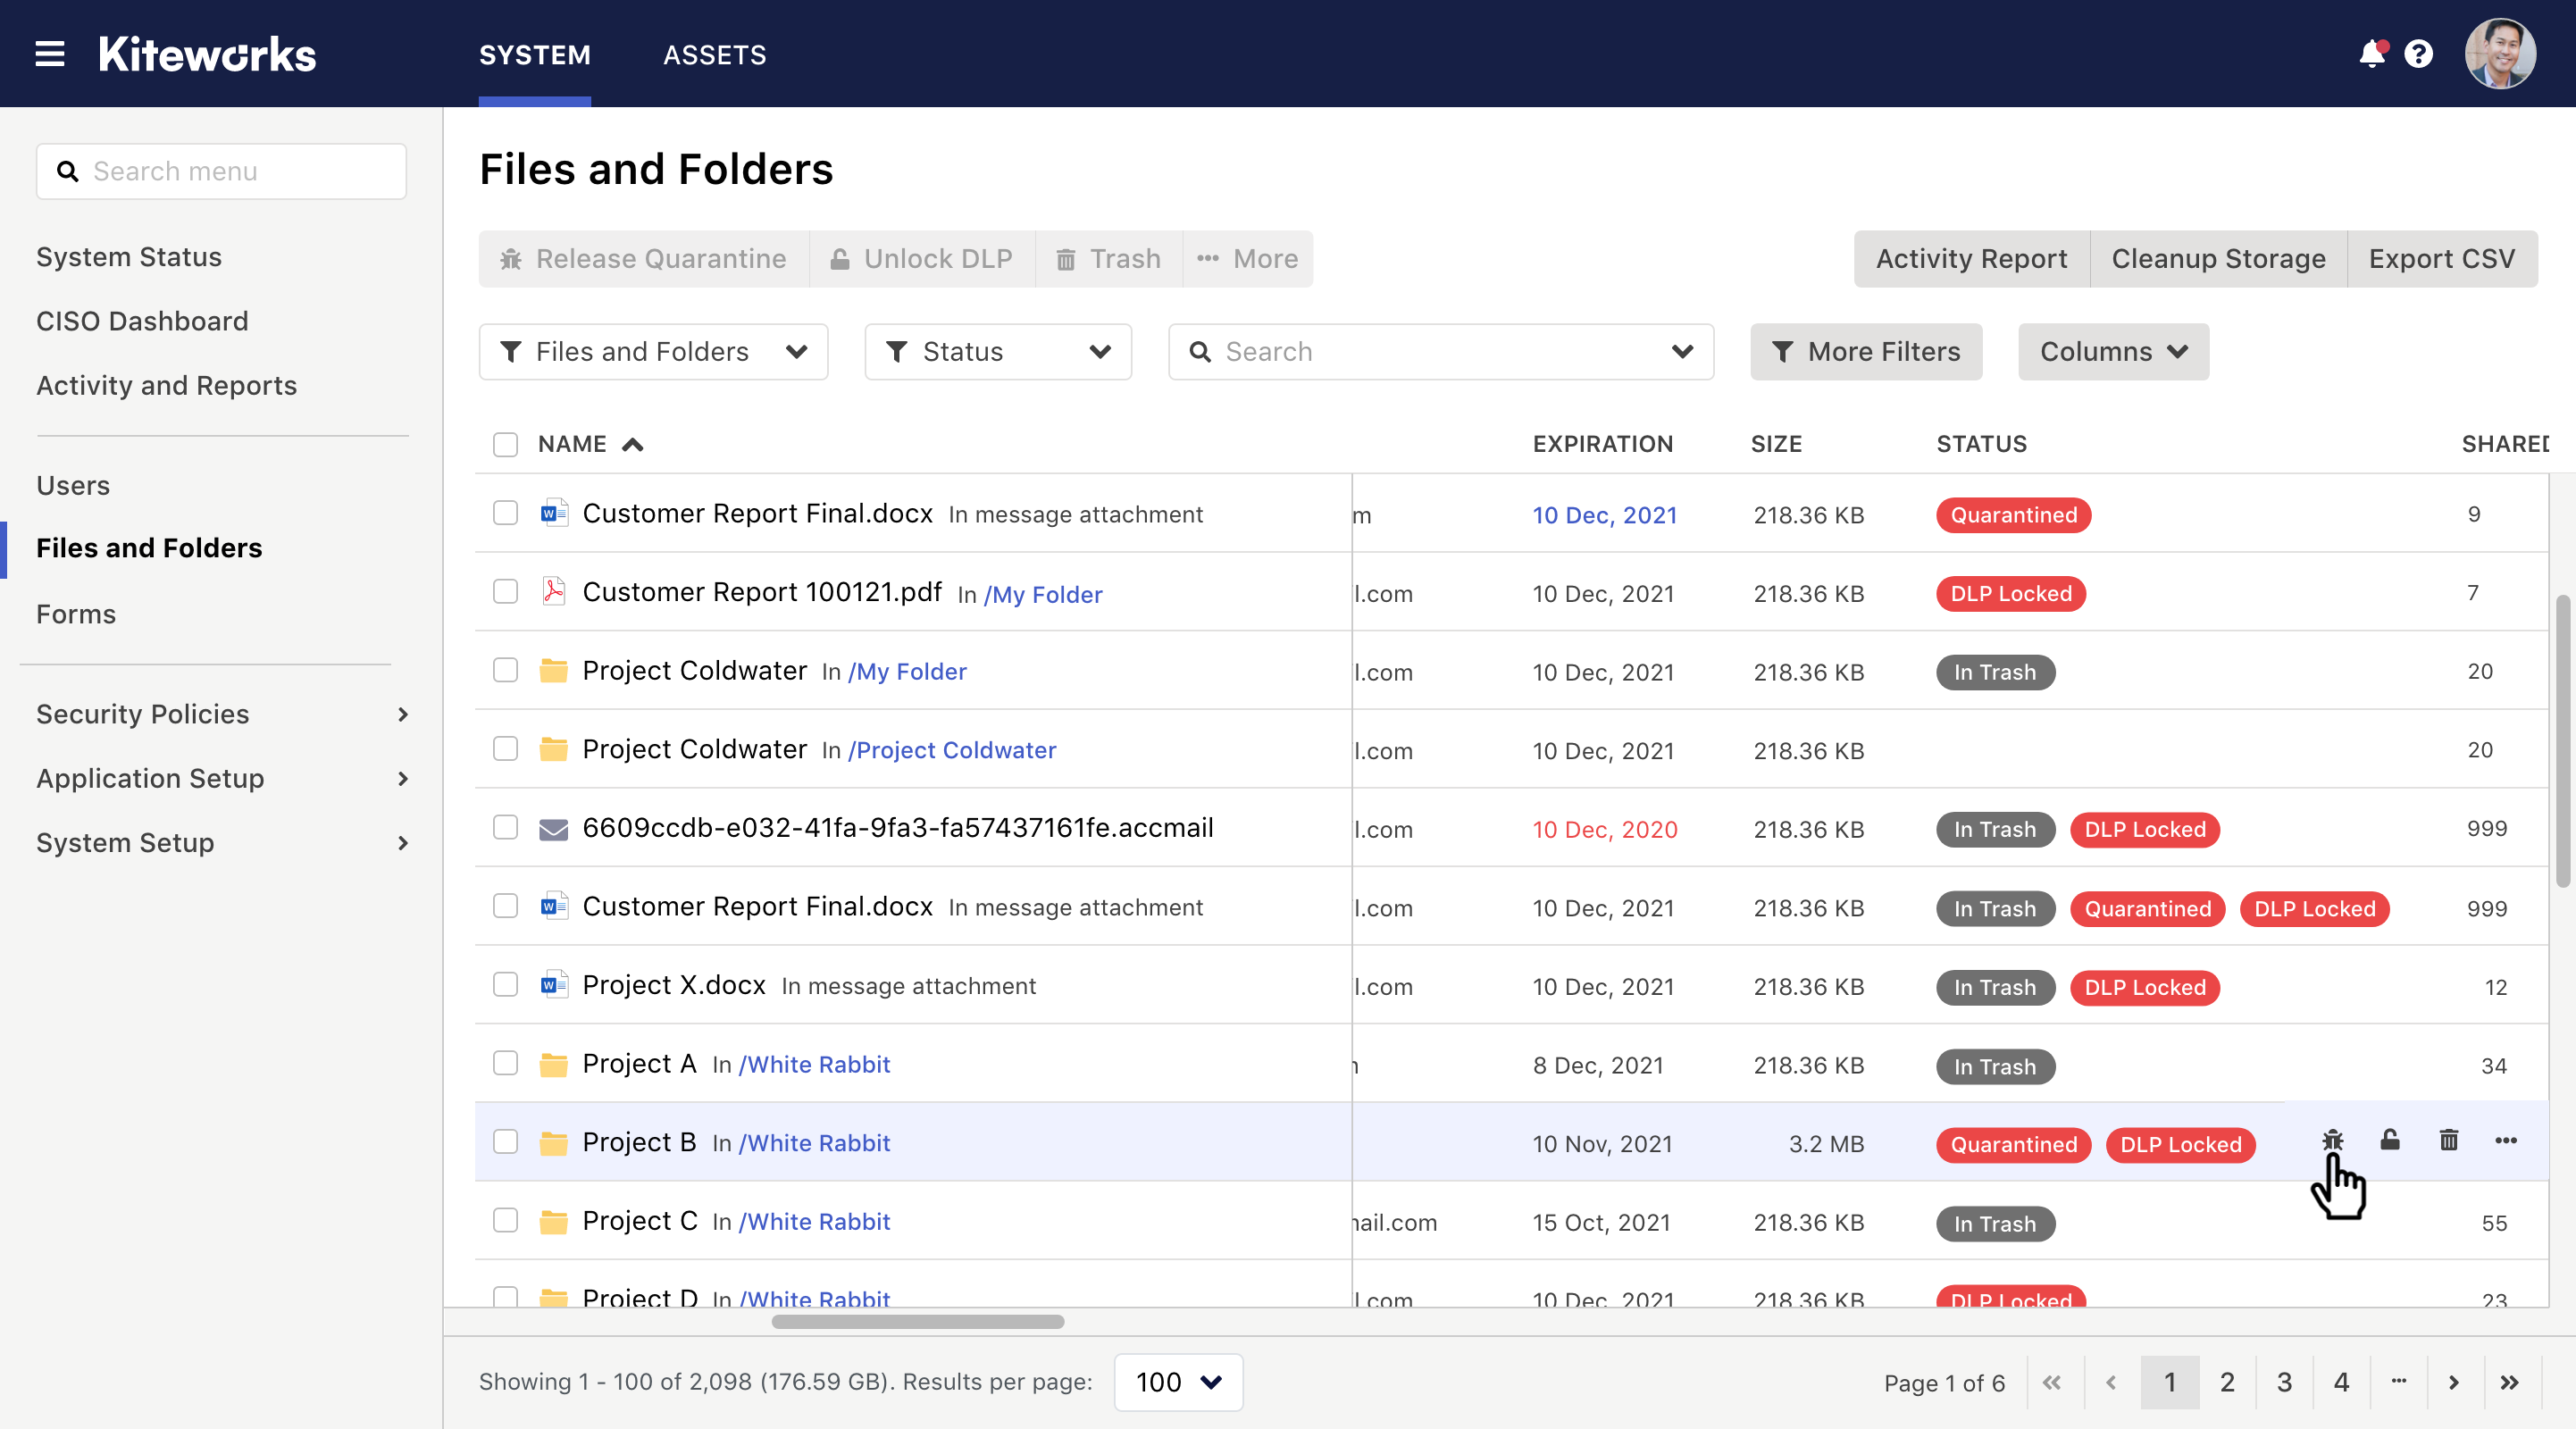 Kiteworks SYSTEM ASSETS
Search menu
System Status
CISO Dashboard
Activity and Reports
Users
Files and Folders
Forms
Security Policies
Application Setup
System Setup
Files and Folders
Release Quarantine Unlock DLP Trash More Activity Report Cleanup Storage Export CSV
Files and Folders Status Search More Filters Columns
NAME EXPIRATION SIZE STATUS SHARED
Customer Report Final.docx In message attachment m 10 Dec, 2021 218.36 KB Quarantined 9
Customer Report 100121.pdf In /My Folder l.com 10 Dec, 2021 218.36 KB DLP Locked 7
Project Coldwater In /My Folder l.com 10 Dec, 2021 218.36 KB In Trash 20
Project Coldwater In /Project Coldwater l.com 10 Dec, 2021 218.36 KB 20
6609ccdb-e032-41fa-9fa3-fa57437161fe.accmail l.com 10 Dec, 2020 218.36 KB In Trash DLP Locked 999
Customer Report Final.docx In message attachment l.com 10 Dec, 2021 218.36 KB In Trash Quarantined DLP Locked 999
Project X.docx In message attachment l.com 10 Dec, 2021 218.36 KB In Trash DLP Locked 12
Project A In /White Rabbit 8 Dec, 2021 218.36 KB In Trash 34
Project B In /White Rabbit 10 Nov, 2021 3.2 MB Quarantined DLP Locked
Project C In /White Rabbit ail.com 15 Oct, 2021 218.36 KB In Trash 55
Project D In /White Rabbit l.com 10 Dec, 2021 218.36 KB DLP Locked 23
Showing 1 - 100 of 2,098 (176.59 GB). Results per page: 100 Page 1 of 6 « ‹ 1 2 3 4 ... › »